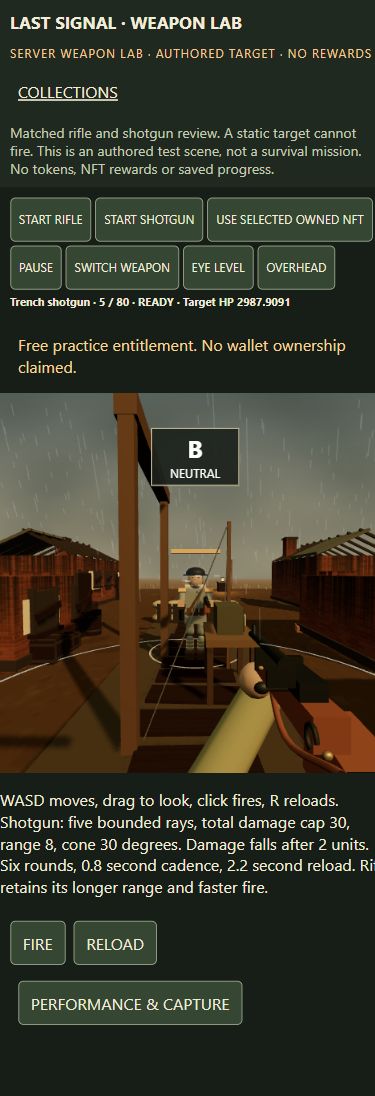 LAST SIGNAL · WEAPON LAB
SERVER WEAPON LAB · AUTHORED TARGET · NO REWARDS
COLLECTIONS
Matched rifle and shotgun review. A static target cannot
fire. This is an authored test scene, not a survival mission.
No tokens, NFT rewards or saved progress.
START RIFLE
START SHOTGUN
USE SELECTED OWNED NFT
PAUSE
SWITCH WEAPON
EYE LEVEL
OVERHEAD
Trench shotgun · 5 / 80 · READY · Target HP 2987.9091
Free practice entitlement. No wallet ownership
claimed.
B
NEUTRAL
WASD moves, drag to look, click fires, R reloads.
Shotgun: five bounded rays, total damage cap 30,
range 8, cone 30 degrees. Damage falls after 2 units.
Six rounds, 0.8 second cadence, 2.2 second reload.
retains its longer range and faster fire.
FIRE
RELOAD
PERFORMANCE & CAPTURE